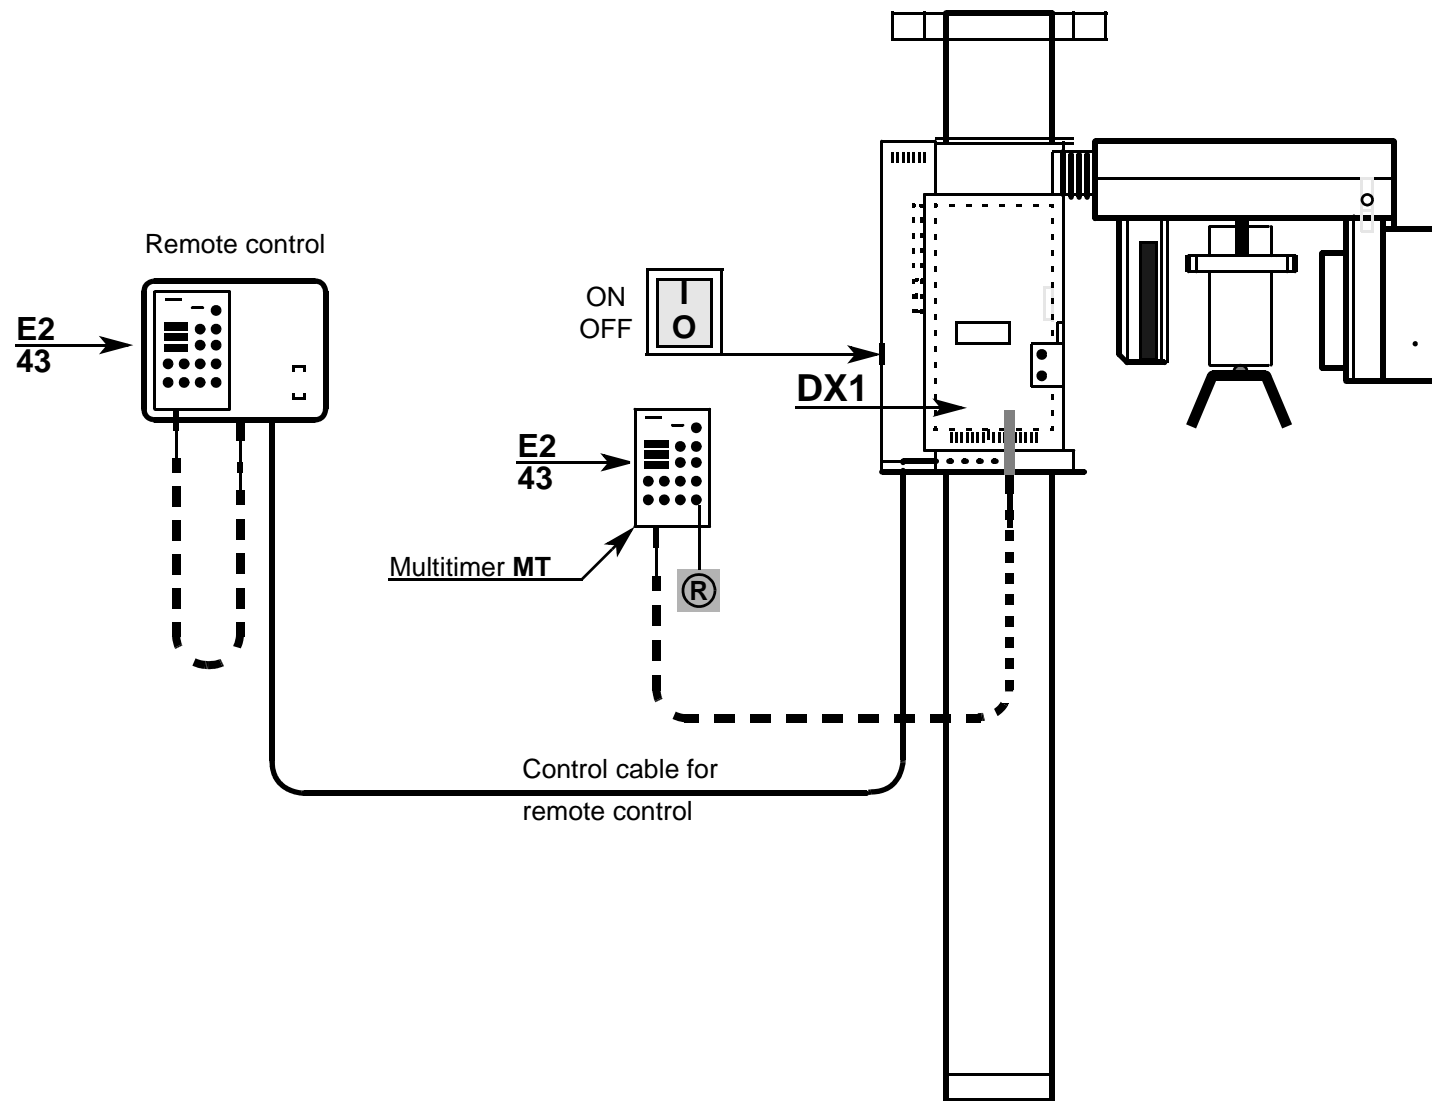 Remote control
E2
43
ON
OFF
I
O
DX1
E2
43
Multitimer MT
R
Control cable for
remote control